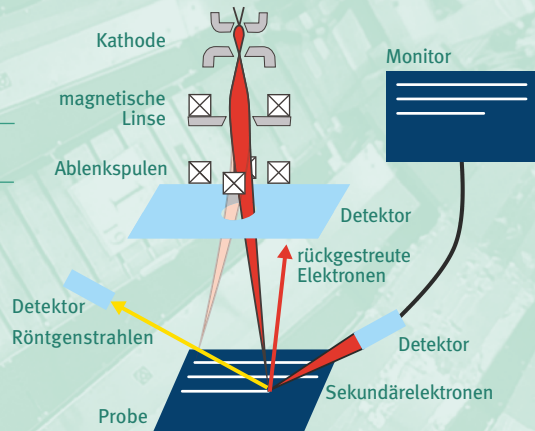 Kathode
Monitor
magnetische
Linse
Ablenkspulen
Detektor
rückgestreute
Elektronen
Detektor
Röntgenstrahlen
Detektor
Sekundärelektronen
Probe